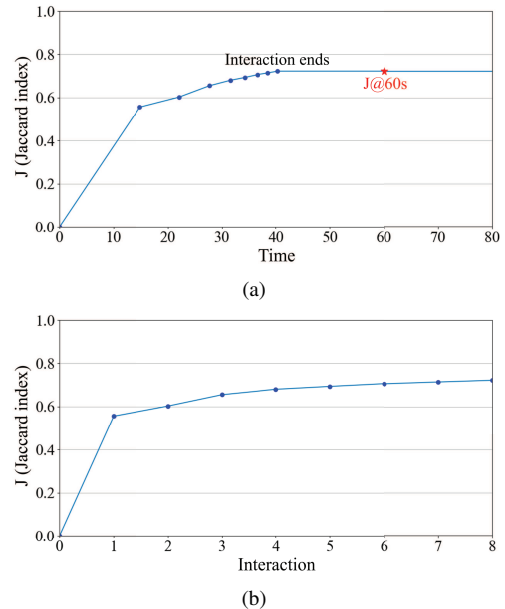 1.0
0.8
0.6
0.4
0.2
0.0
J (Jaccard index)
Interaction ends
J@60s
0 10 20 30 40 50 60 70 80
Time
(a)
1.0
0.8
0.6
0.4
0.2
0.0
J (Jaccard index)
0 1 2 3 4 5 6 7 8
Interaction
(b)